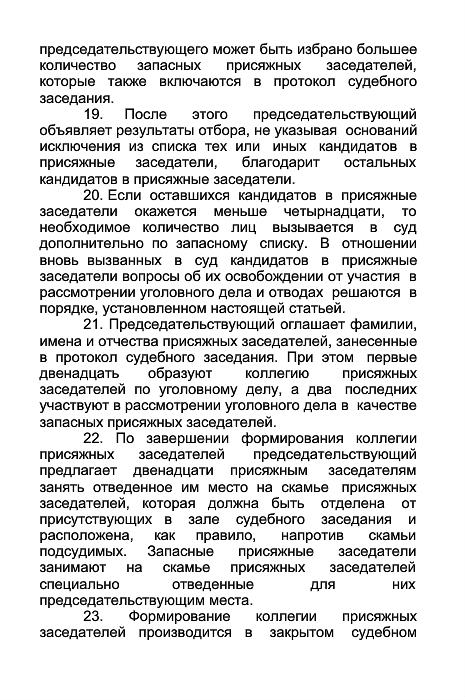 председательствующего может быть избрано большее
количество запасных присяжных заседателей,
которые также включаются в протокол судебного
заседания.
19. После этого председательствующий
объявляет результаты отбора, не указывая оснований
исключения из списка тех или иных кандидатов в
присяжные заседатели, благодарит остальных
кандидатов в присяжные заседатели.
20. Если оставшихся кандидатов в присяжные
заседатели окажется меньше четырнадцати, то
необходимое количество лиц вызывается в суд
дополнительно по запасному списку. В отношении
вновь вызванных в суд кандидатов в присяжные
заседатели вопросы об их освобождении от участия в
рассмотрении уголовного дела и отводах решаются в
порядке, установленном настоящей статьей.
21. Председательствующий оглашает фамилии,
имена и отчества присяжных заседателей, занесенные
в протокол судебного заседания. При этом первые
двенадцать образуют коллегию присяжных
заседателей по уголовному делу, а два последних
участвуют в рассмотрении уголовного дела в качестве
запасных присяжных заседателей.
22. По завершении формирования коллегии
присяжных заседателей председательствующий
предлагает двенадцати присяжным заседателям
занять отведенное им место на скамье присяжных
заседателей, которая должна быть отделена от
присутствующих в зале судебного заседания и
расположена, как правило, напротив скамьи
подсудимых. Запасные присяжные заседатели
занимают на скамье присяжных заседателей
специально отведенные для них
председательствующим места.
23. Формирование коллегии присяжных
заседателей производится в закрытом судебном